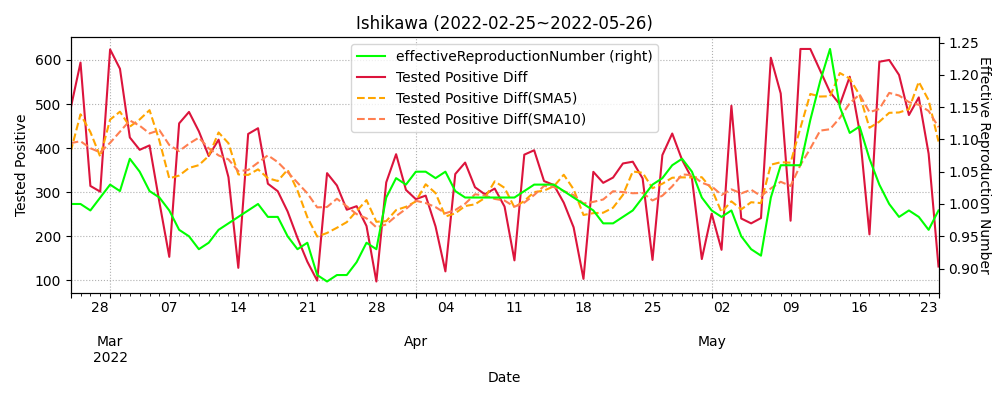 Ishikawa (2022-02-25~2022-05-26)
effectiveReproductionNumber (right)
Tested Positive Diff
Tested Positive Diff(SMA5)
Tested Positive Diff(SMA10)
Tested Positive
600
500
400
300
200
100
1.25
1.20
1.15
1.10
1.05
1.00
0.95
0.90
Effective Reproduction Number
28 07 14 21 28 04 11 18 25 02 09 16 23
Mar Apr May
2022
Date